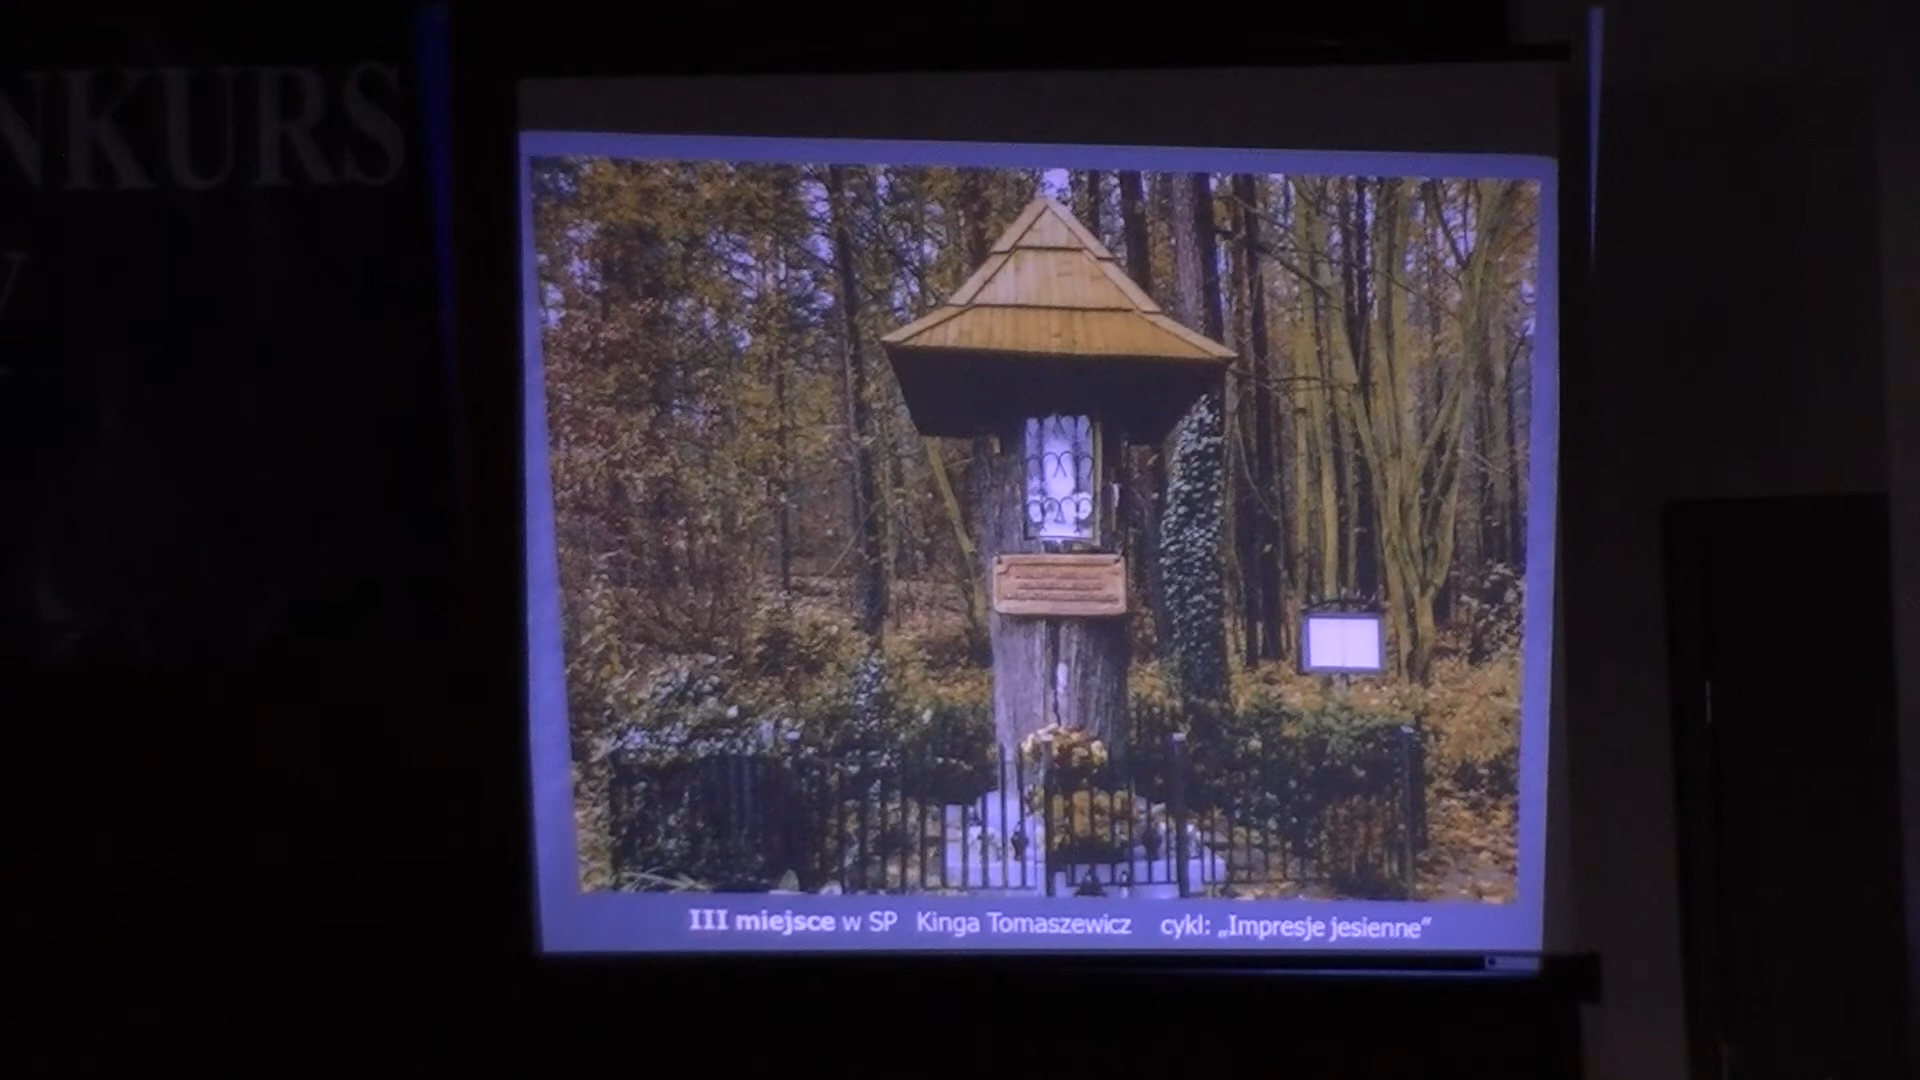 NKURS
III miejsce w SP Kinga Tomaszewicz cykl: „Impresje jesienne“